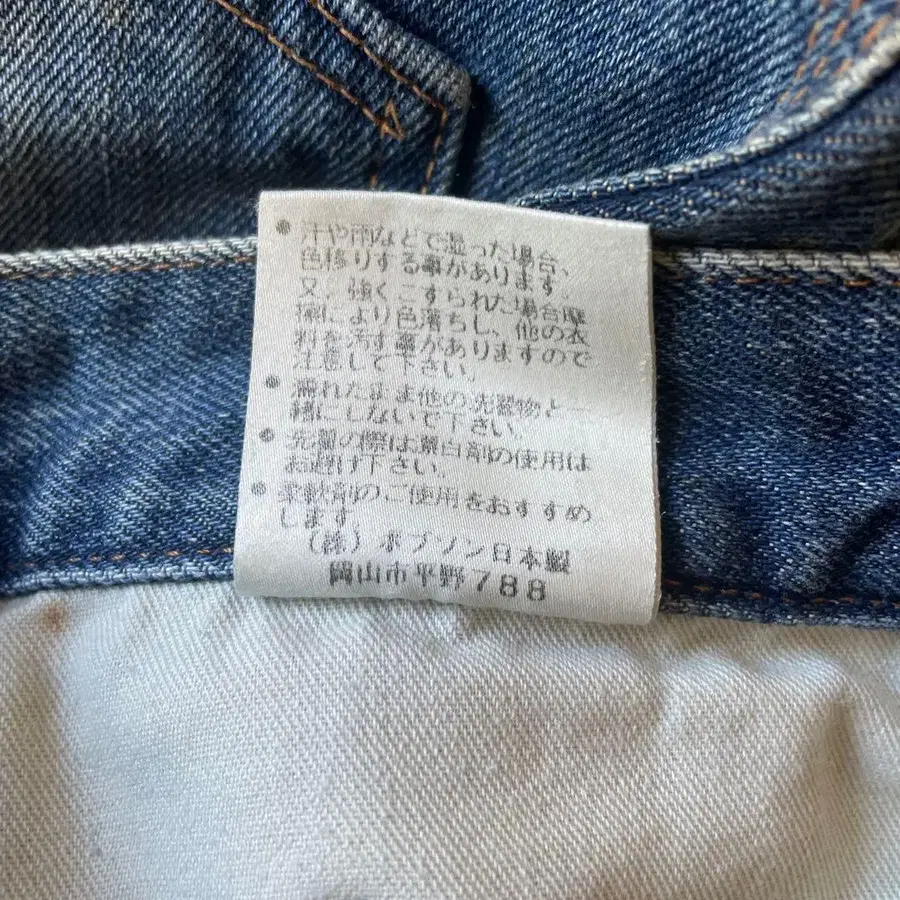 ● 汗や雨などで湿った場合、
色移りする事があります。
又、強くこすられた場合摩
擦により色落ちし、他の衣
料を汚す事がありますので
注意して下さい。
● 濡れたまま他の洗濯物と一
緒にしないで下さい。
● 洗濯の際は漂白剤の使用は
お避け下さい。
● 柔軟剤のご使用をおすすめ
します。
(株) ボブソン日本製
岡山市平野788